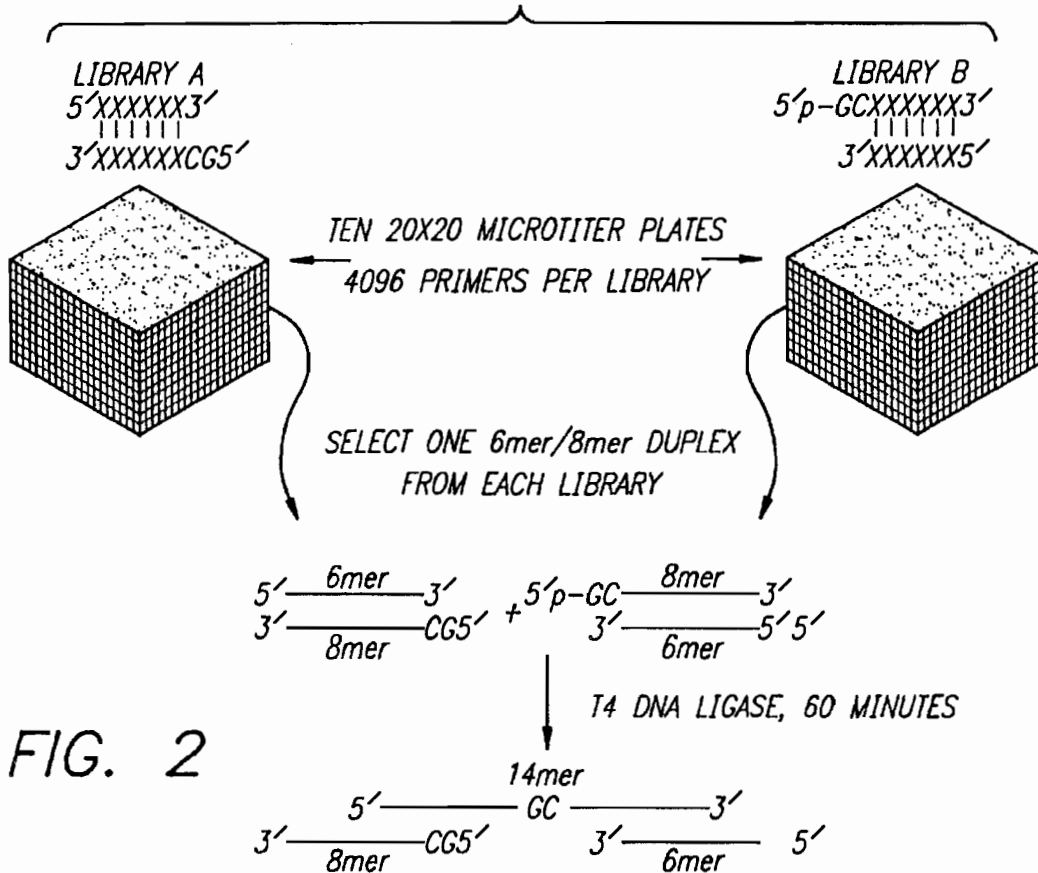 LIBRARY A
5′XXXXXX3′
3′XXXXXXCG5′
LIBRARY B
5′p-GCXXXXXX3′
3′XXXXXX5′
TEN 20X20 MICROTITER PLATES
4096 PRIMERS PER LIBRARY
SELECT ONE 6mer/8mer DUPLEX
FROM EACH LIBRARY
5′ 6mer 3′
3′ 8mer CG5′
+
5′p-GC 8mer 3′
3′ 6mer 5′ 5′
T4 DNA LIGASE, 60 MINUTES
FIG. 2
14mer
5′ GC 3′
3′ 8mer CG5′ 3′ 6mer 5′